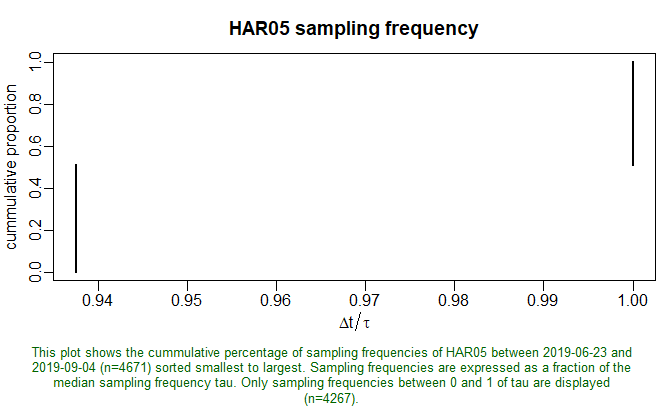 HAR05 sampling frequency
cummulative proportion
1.0
0.8
0.6
0.4
0.2
0.0
0.94 0.95 0.96 0.97 0.98 0.99 1.00
Δt/τ
This plot shows the cummulative percentage of sampling frequencies of HAR05 between 2019-06-23 and
2019-09-04 (n=4671) sorted smallest to largest. Sampling frequencies are expressed as a fraction of the
median sampling frequency tau. Only sampling frequencies between 0 and 1 of tau are displayed
(n=4267).